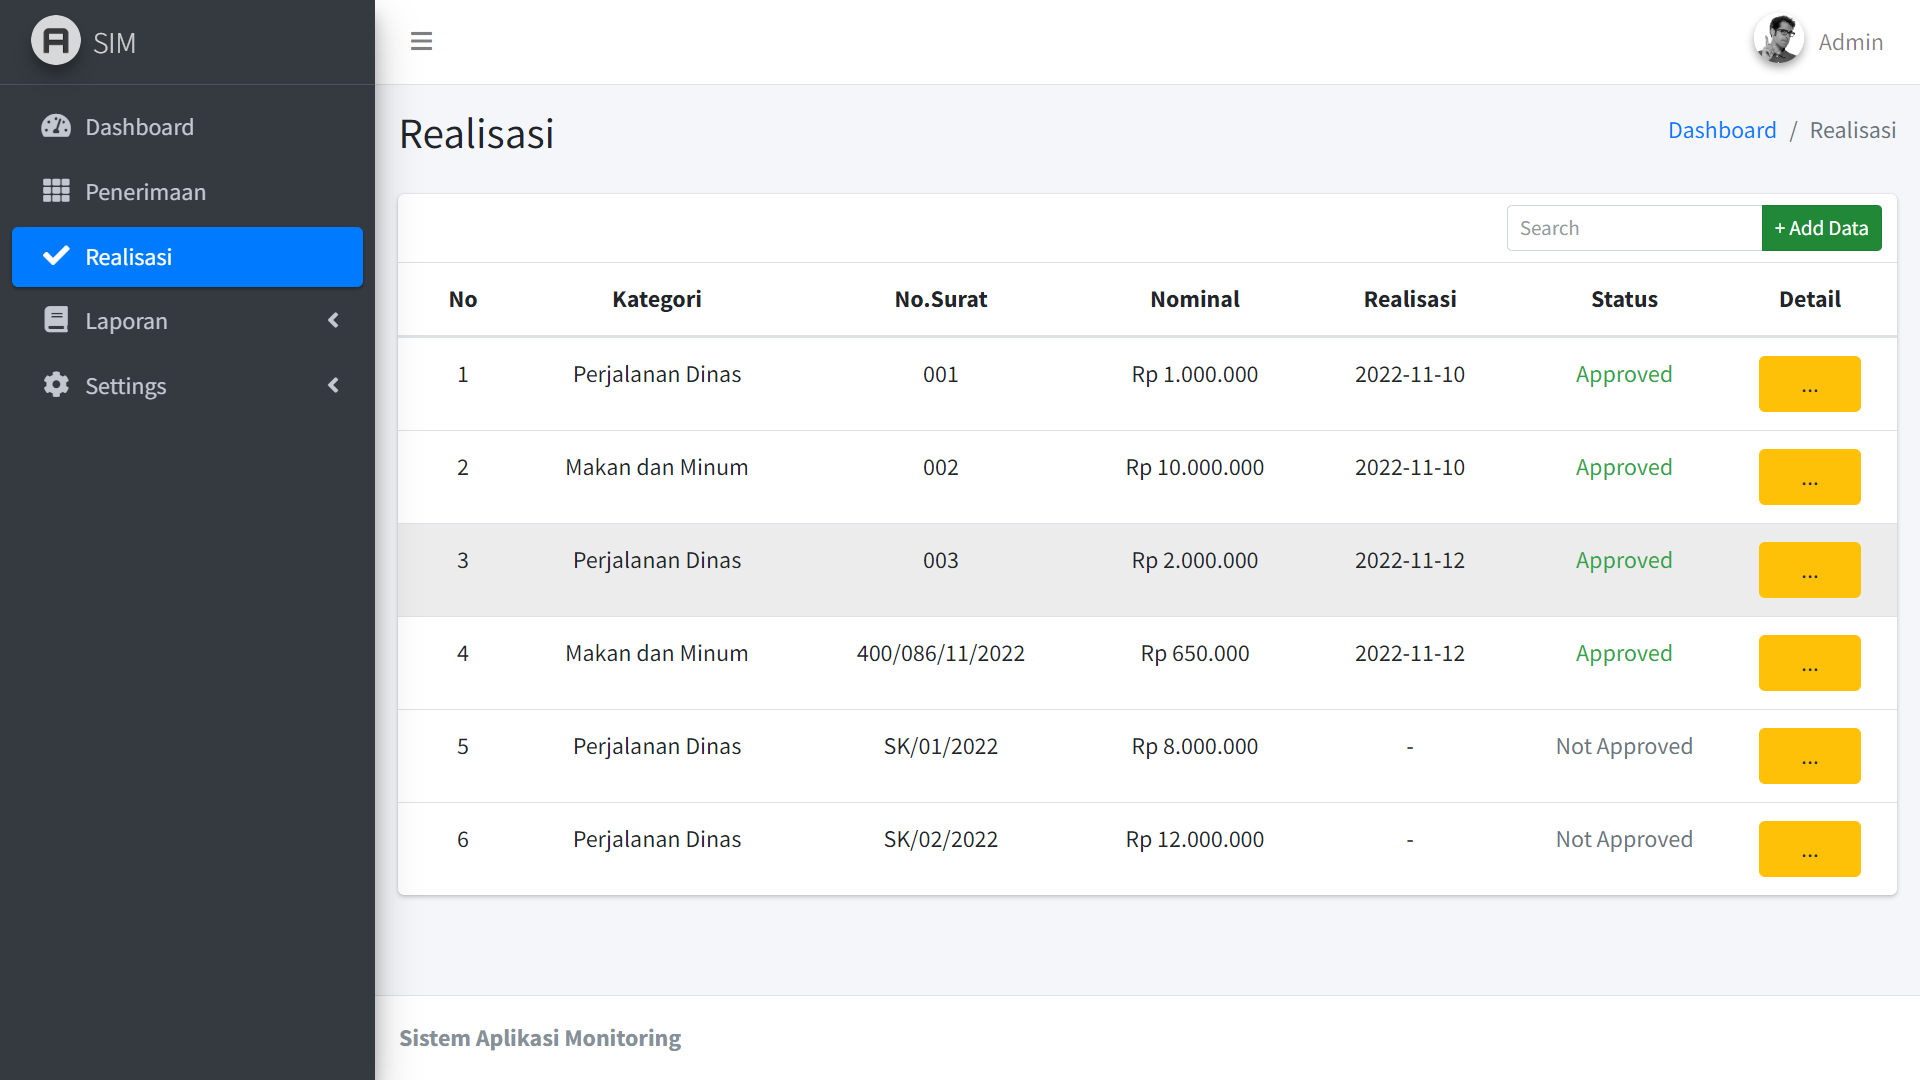 SIM
Admin
Dashboard
Penerimaan
Realisasi
Laporan
Settings
Realisasi
Dashboard / Realisasi
Search
+ Add Data
No Kategori No.Surat Nominal Realisasi Status Detail
1 Perjalanan Dinas 001 Rp 1.000.000 2022-11-10 Approved ...
2 Makan dan Minum 002 Rp 10.000.000 2022-11-10 Approved ...
3 Perjalanan Dinas 003 Rp 2.000.000 2022-11-12 Approved ...
4 Makan dan Minum 400/086/11/2022 Rp 650.000 2022-11-12 Approved ...
5 Perjalanan Dinas SK/01/2022 Rp 8.000.000 - Not Approved ...
6 Perjalanan Dinas SK/02/2022 Rp 12.000.000 - Not Approved ...
Sistem Aplikasi Monitoring